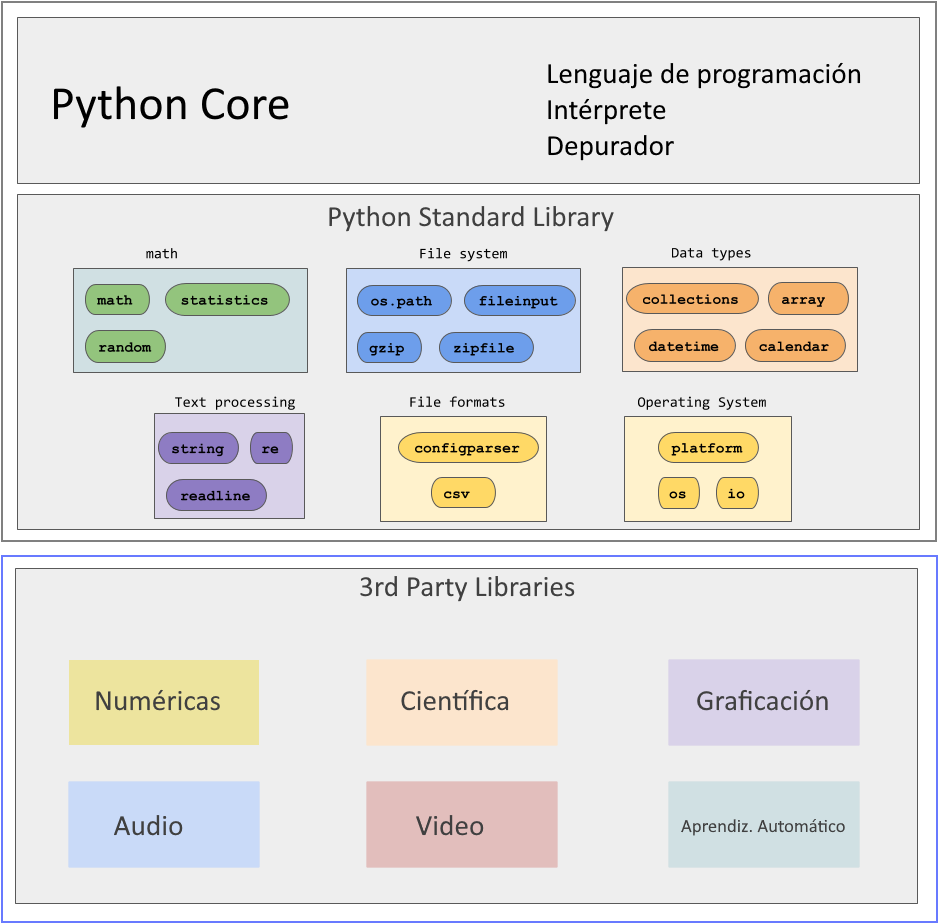 Python Core
Lenguaje de programación
Intérprete
Depurador
Python Standard Library
math
math
statistics
random
File system
os.path
fileinput
gzip
zipfile
Data types
collections
array
datetime
calendar
Text processing
string
re
readline
File formats
configparser
csv
Operating System
platform
os
io
3rd Party Libraries
Numéricas
Científica
Graficación
Audio
Video
Aprendiz. Automático